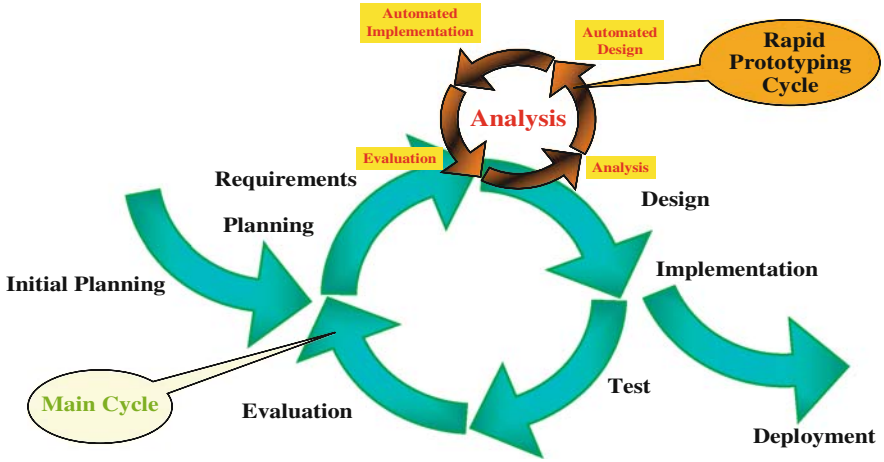 Automated
Implementation
Automated
Design
Rapid
Prototyping
Cycle
Analysis
Evaluation
Analysis
Requirements
Planning
Design
Initial Planning
Implementation
Main Cycle
Evaluation
Test
Deployment